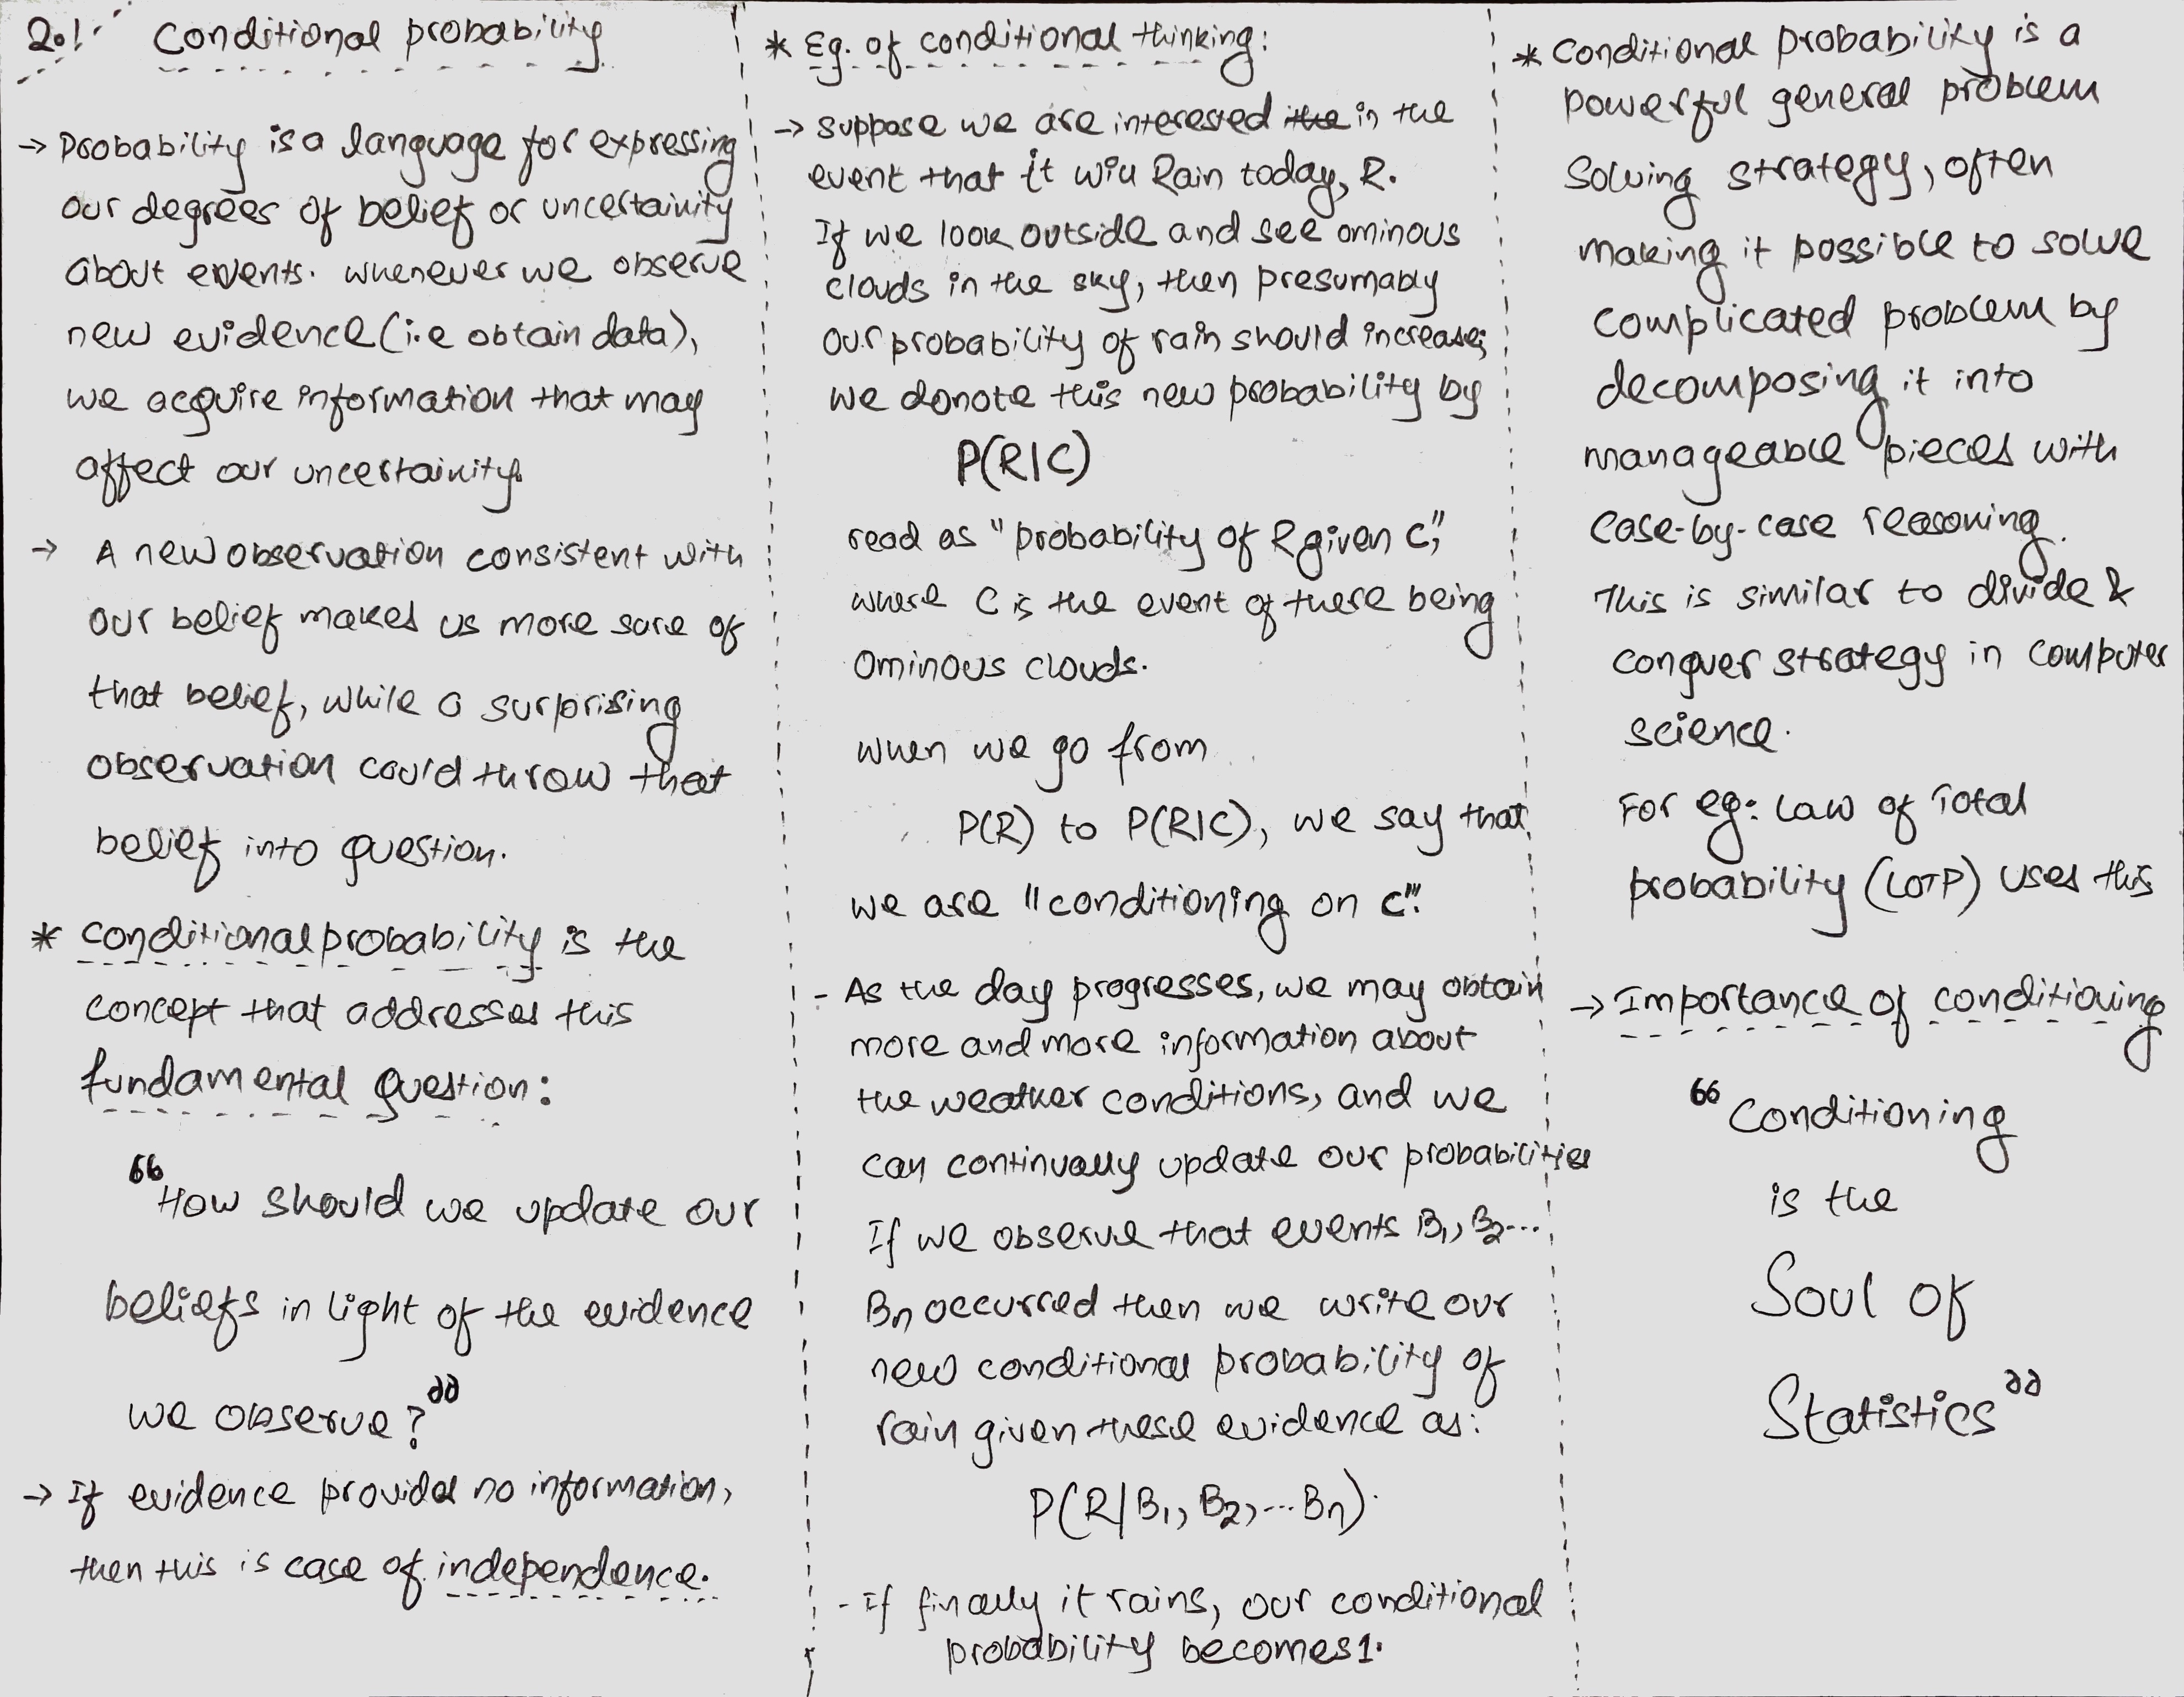 2.1 Conditional probability
→ Probability is a language for expressing
our degrees of belief or uncertainity
about events. whenever we observe
new evidence (i.e obtain data),
we acquire information that may
affect our uncertainity.
→ A new observation consistent with
our belief makes us more sure of
that belief, while a surprising
observation could throw that
belief into question.
* Conditional probability is the
concept that addresses this
fundamental question:
“How should we update our
beliefs in light of the evidence
we observe?”
→ If evidence provides no information,
then this is case of independence.
* Eg. of conditional thinking:
→ suppose we are interested the in the
event that it will Rain today, R.
If we look outside and see ominous
clouds in the sky, then presumably
our probability of rain should increase;
we donote this new probability by
P(R|C)
read as "probability of R given C",
where C is the event of there being
Ominous clouds.
when we go from
P(R) to P(R|C), we say that
we are "conditioning on C".
- As the day progresses, we may obtain
more and more information about
the weather conditions, and we
can continually update our probabilities
If we observe that events B1, B2...
Bn occurred then we write our
new conditional probability of
rain given these evidence as:
P(R|B1, B2, ... Bn).
- If finally it rains, our conditional
probability becomes 1.
* Conditional probability is a
powerful general problem
solving strategy, often
making it possible to solve
complicated problem by
decomposing it into
manageable pieces with
case-by-case reasoning.
This is similar to divide &
conquer strategy in computer
science.
For eg: Law of Total
probability (LOTP) uses this
→ Importance of conditioning
“Conditioning
is the
Soul of
Statistics”